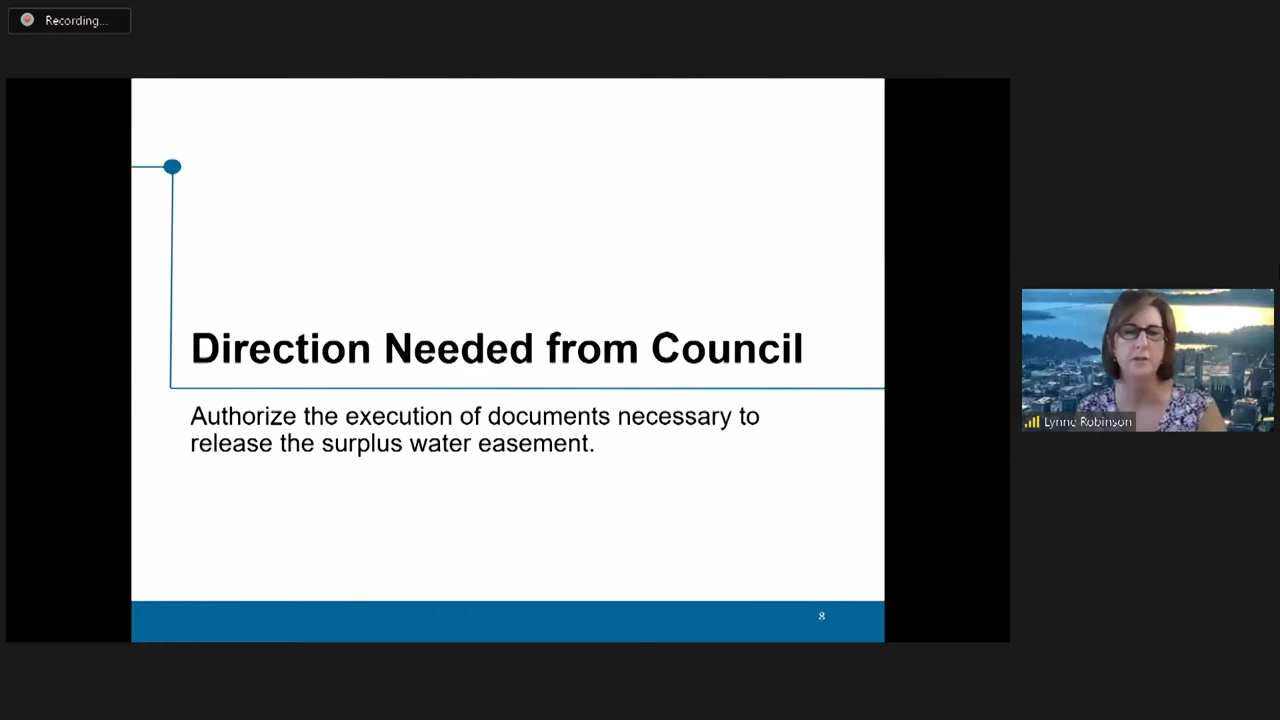 Recording...
Direction Needed from Council
Authorize the execution of documents necessary to
release the surplus water easement.
Lynne Robinson
8